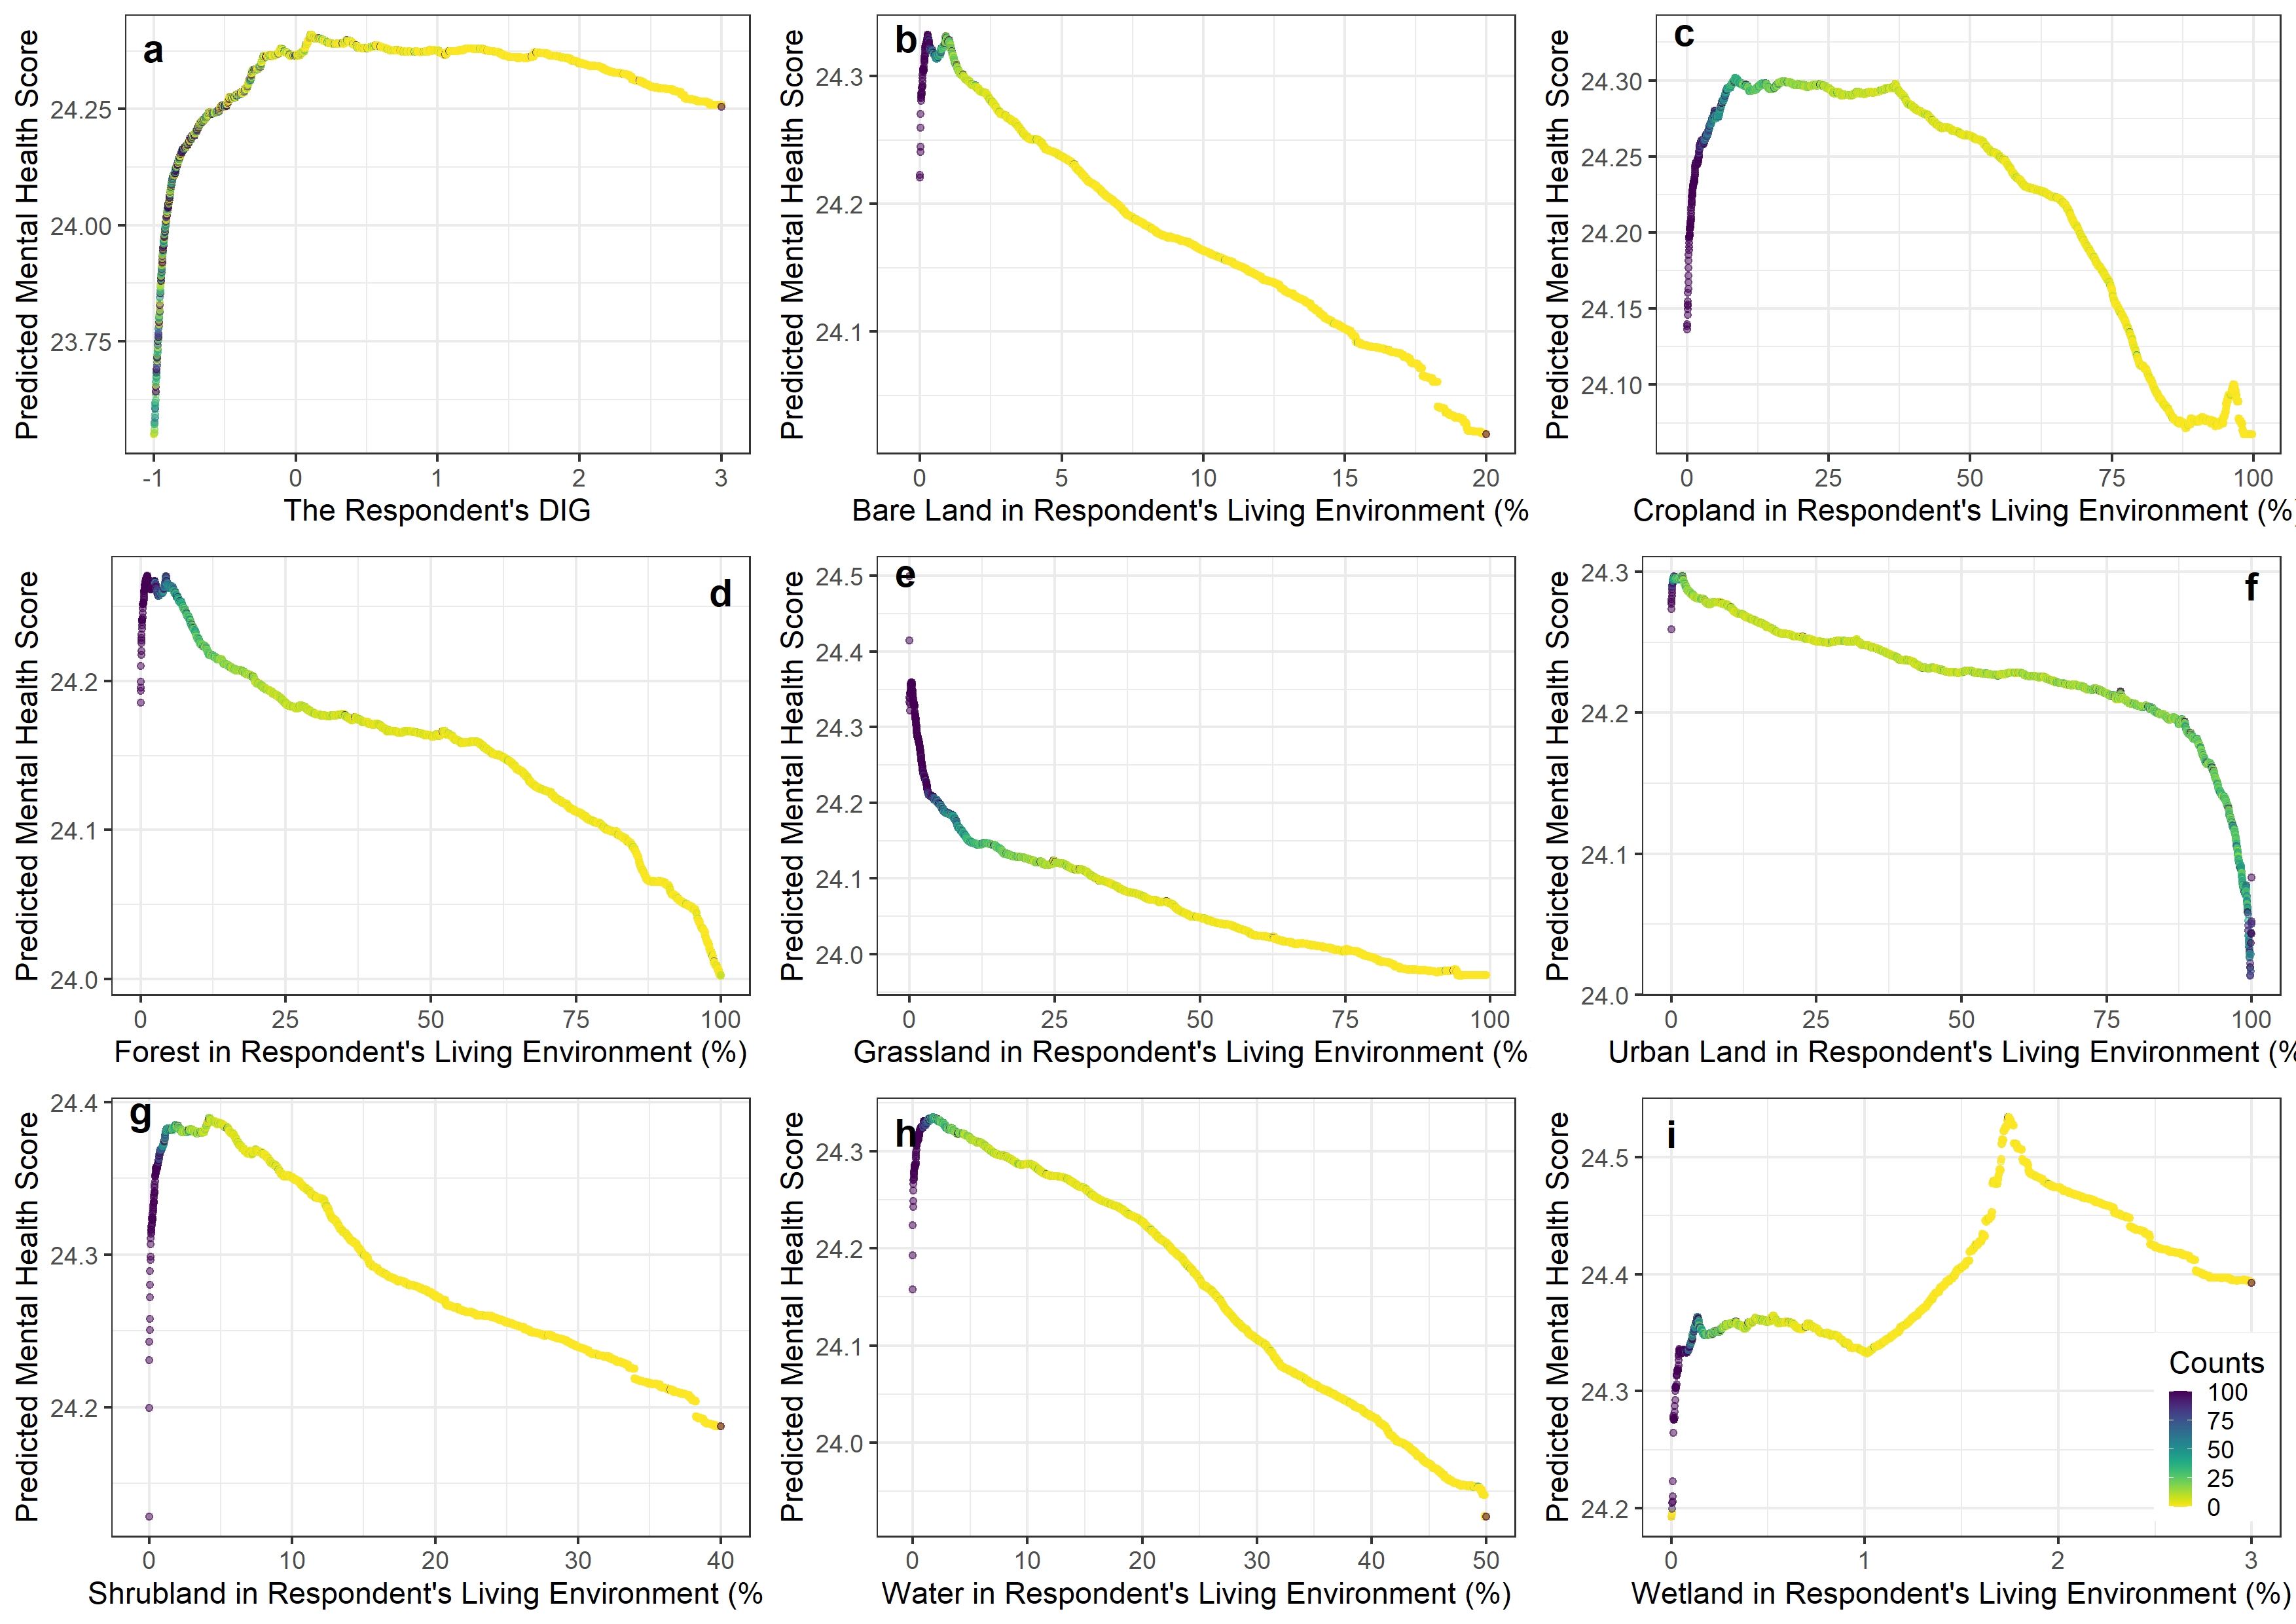 a
Predicted Mental Health Score
24.25
24.00
23.75
-1 0 1 2 3
The Respondent's DIG
b
Predicted Mental Health Score
24.3
24.2
24.1
0 5 10 15 20
Bare Land in Respondent's Living Environment (%
c
Predicted Mental Health Score
24.30
24.25
24.20
24.15
24.10
0 25 50 75 100
Cropland in Respondent's Living Environment (%)
d
Predicted Mental Health Score
24.2
24.1
24.0
0 25 50 75 100
Forest in Respondent's Living Environment (%)
e
Predicted Mental Health Score
24.5
24.4
24.3
24.2
24.1
24.0
0 25 50 75 100
Grassland in Respondent's Living Environment (%
f
Predicted Mental Health Score
24.3
24.2
24.1
24.0
0 25 50 75 100
Urban Land in Respondent's Living Environment (%
g
Predicted Mental Health Score
24.4
24.3
24.2
0 10 20 30 40
Shrubland in Respondent's Living Environment (%
h
Predicted Mental Health Score
24.3
24.2
24.1
24.0
0 10 20 30 40 50
Water in Respondent's Living Environment (%)
i
Predicted Mental Health Score
24.5
24.4
24.3
24.2
0 1 2 3
Wetland in Respondent's Living Environment (%)
Counts
100
75
50
25
0